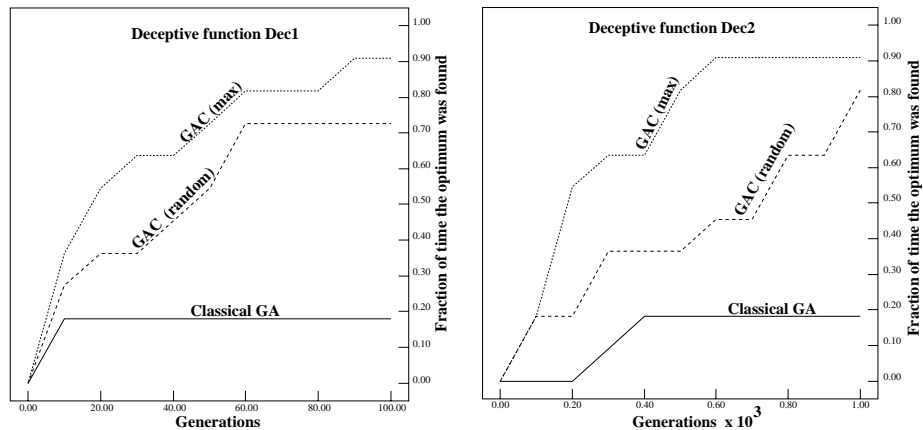 Deceptive function Dec1
GAC (max)
GAC (random)
Classical GA
1.00
0.90
0.80
0.70
0.60
0.50
0.40
0.30
0.20
0.10
0.00
Fraction of time the optimum was found
0.00 20.00 40.00 60.00 80.00 100.00
Generations
Deceptive function Dec2
GAC (max)
GAC (random)
Classical GA
1.00
0.90
0.80
0.70
0.60
0.50
0.40
0.30
0.20
0.10
0.00
Fraction of time the optimum was found
0.00 0.20 0.40 0.60 0.80 1.00
Generations x 10³